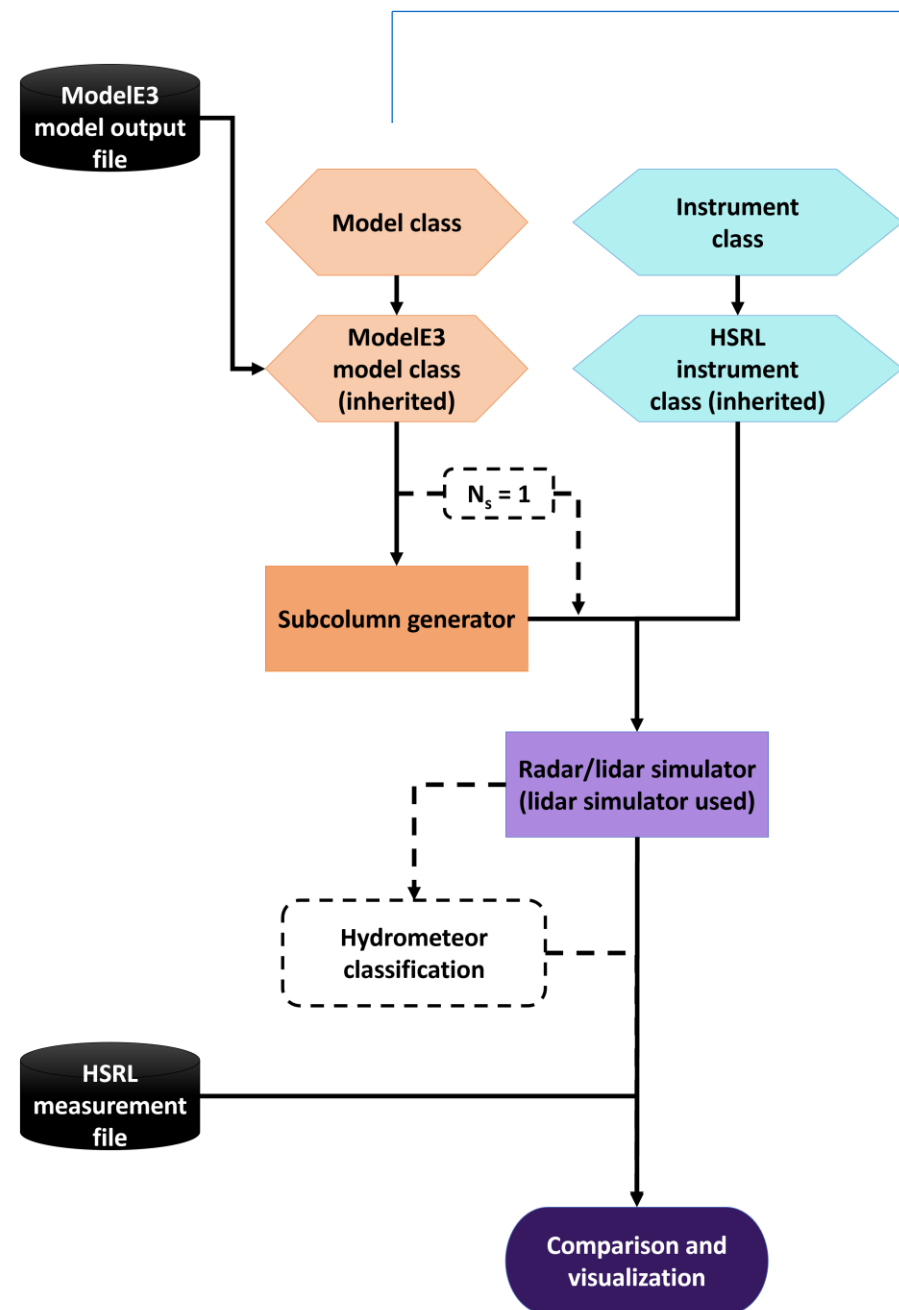 ModelE3
model output
file
Model class
Instrument
class
ModelE3
model class
(inherited)
HSRL
instrument
class (inherited)
Nₛ = 1
Subcolumn generator
Radar/lidar simulator
(lidar simulator used)
Hydrometeor
classification
HSRL
measurement
file
Comparison and
visualization